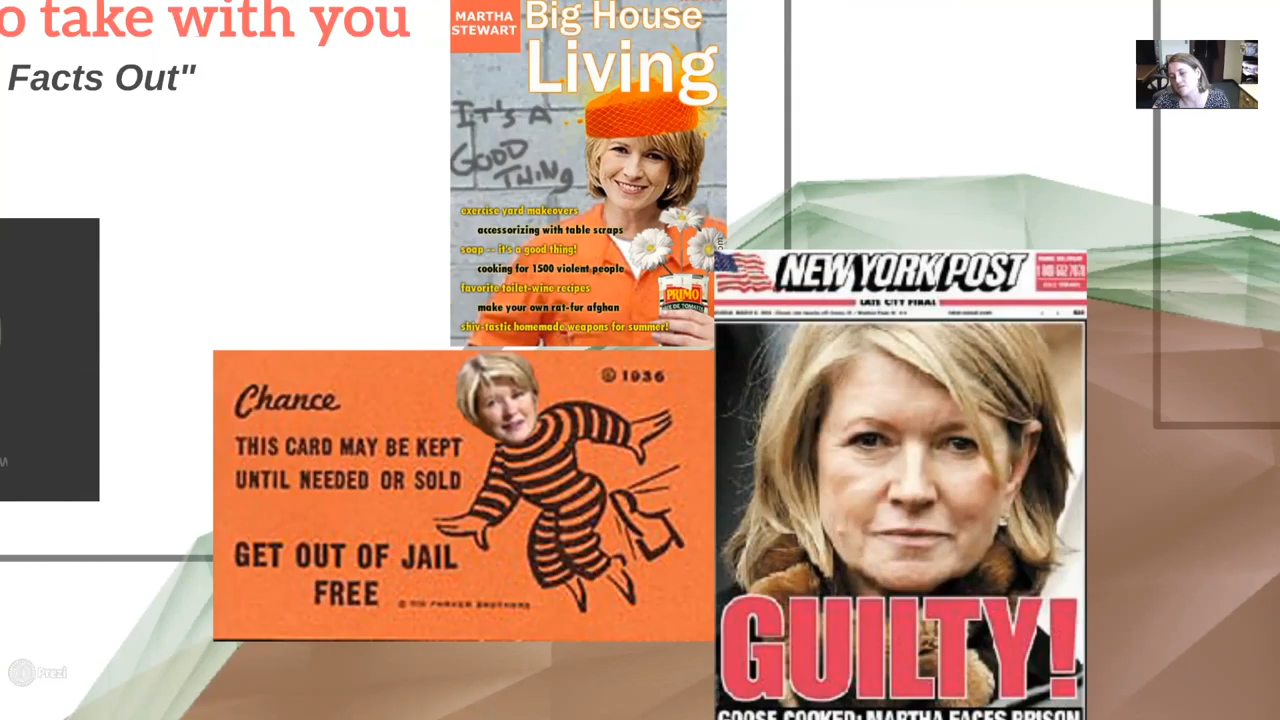 o take with you
Facts Out"
MARTHA
STEWART
Big House
Living
IT'S A
GOOD
THING
exercise yard makeovers
accessorizing with table scraps
soap -- it's a good thing!
cooking for 1500 violent people
favorite toilet-wine recipes
make your own rat-fur afghan
shiv-tastic homemade weapons for summer!
PRIMO
NEW YORK POST
LATE CITY FINAL
GUILTY!
GOOSE COOKED: MARTHA FACES PRISON
Chance
© 1936
THIS CARD MAY BE KEPT
UNTIL NEEDED OR SOLD
GET OUT OF JAIL
FREE
PARKER BROTHERS
Prezi